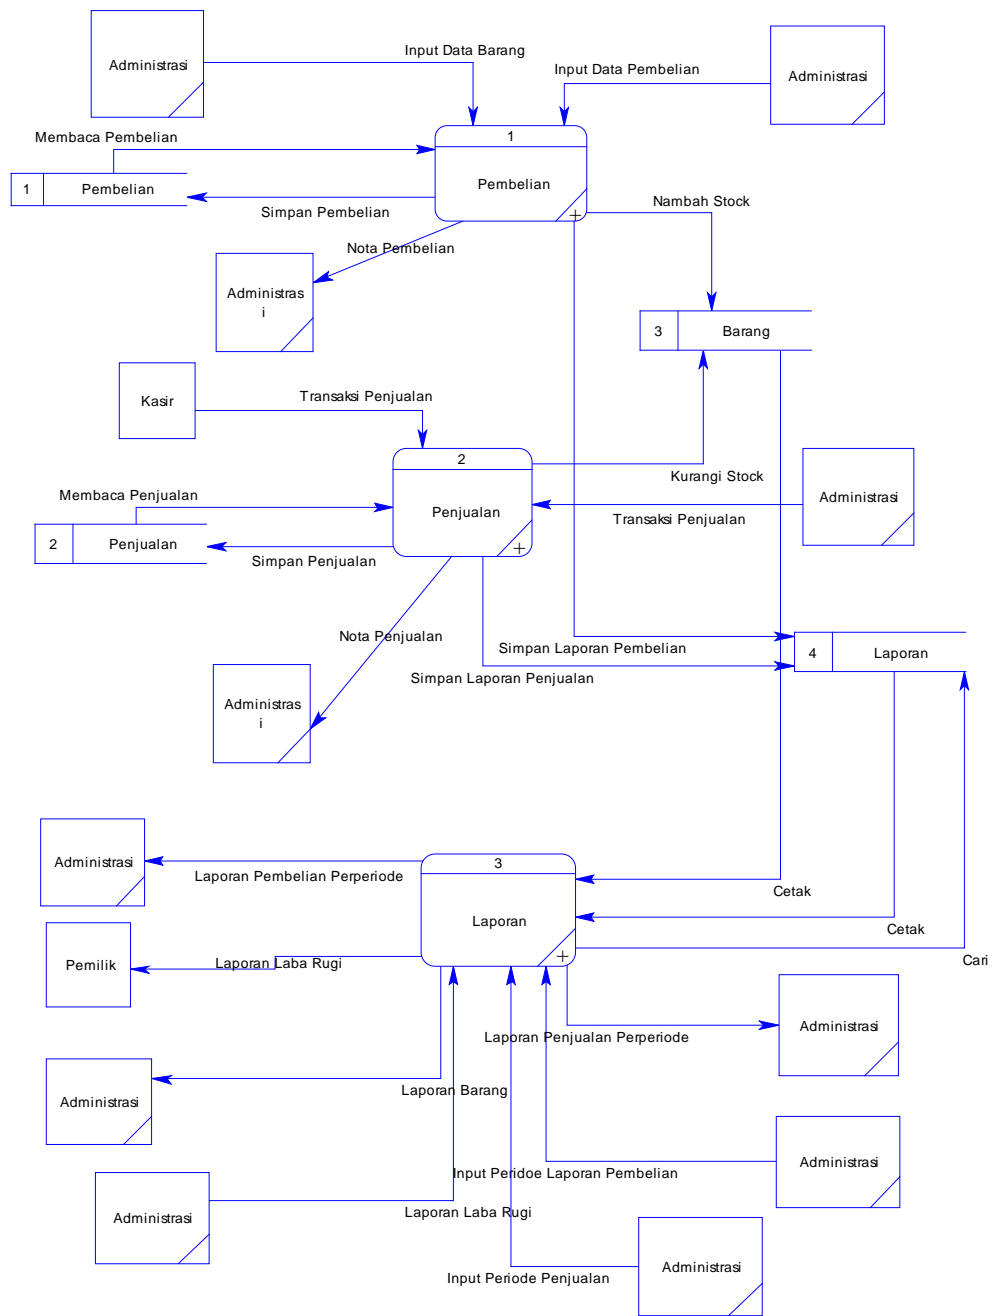 Administrasi
Input Data Barang
Input Data Pembelian
Administrasi
Membaca Pembelian
1
1
Pembelian
Pembelian
Simpan Pembelian
Nambah Stock
Nota Pembelian
Administras
i
3
Barang
Kasir
Transaksi Penjualan
2
Kurangi Stock
Membaca Penjualan
Penjualan
Administrasi
Transaksi Penjualan
2
Penjualan
Simpan Penjualan
Nota Penjualan
Simpan Laporan Pembelian
4
Laporan
Simpan Laporan Penjualan
Administras
i
Administrasi
3
Laporan Pembelian Perperiode
Cetak
Laporan
Cetak
Pemilik
Laporan Laba Rugi
Cari
Laporan Penjualan Perperiode
Administrasi
Administrasi
Laporan Barang
Input Peridoe Laporan Pembelian
Administrasi
Administrasi
Laporan Laba Rugi
Input Periode Penjualan
Administrasi